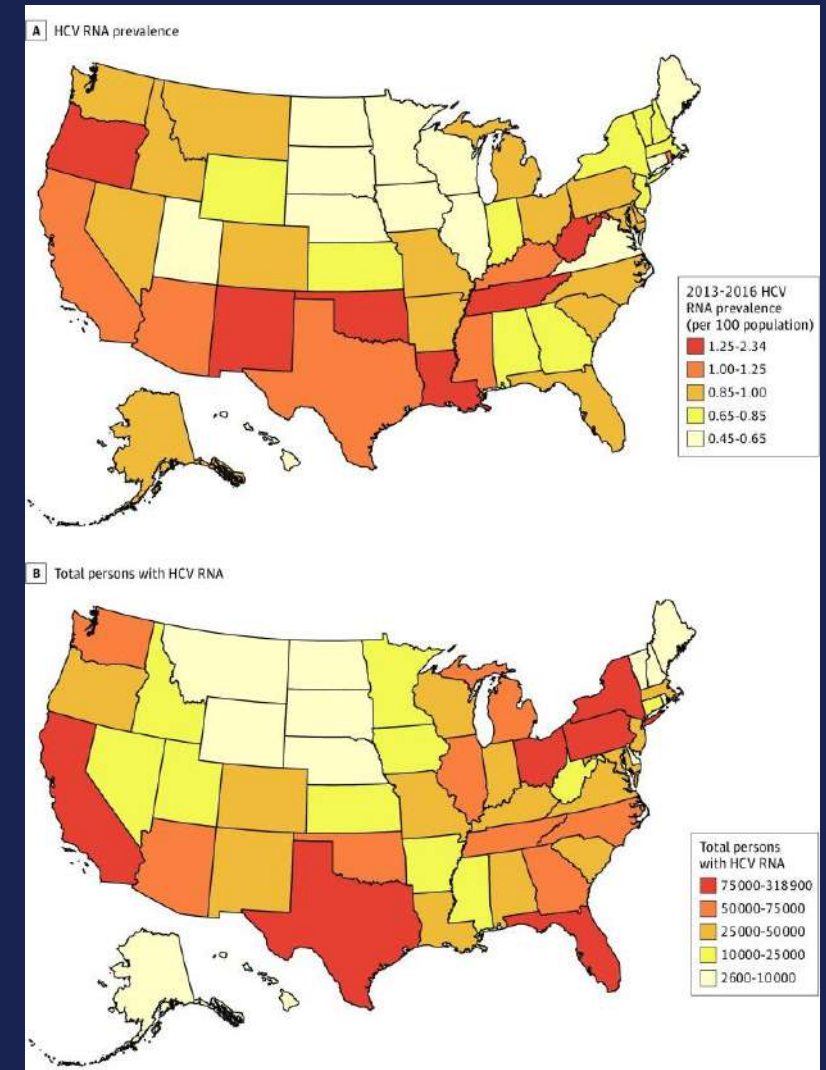 A HCV RNA prevalence
2013-2016 HCV
RNA prevalence
(per 100 population)
1.25-2.34
1.00-1.25
0.85-1.00
0.65-0.85
0.45-0.65
B Total persons with HCV RNA
Total persons
with HCV RNA
75000-318900
50000-75000
25000-50000
10000-25000
2600-10000